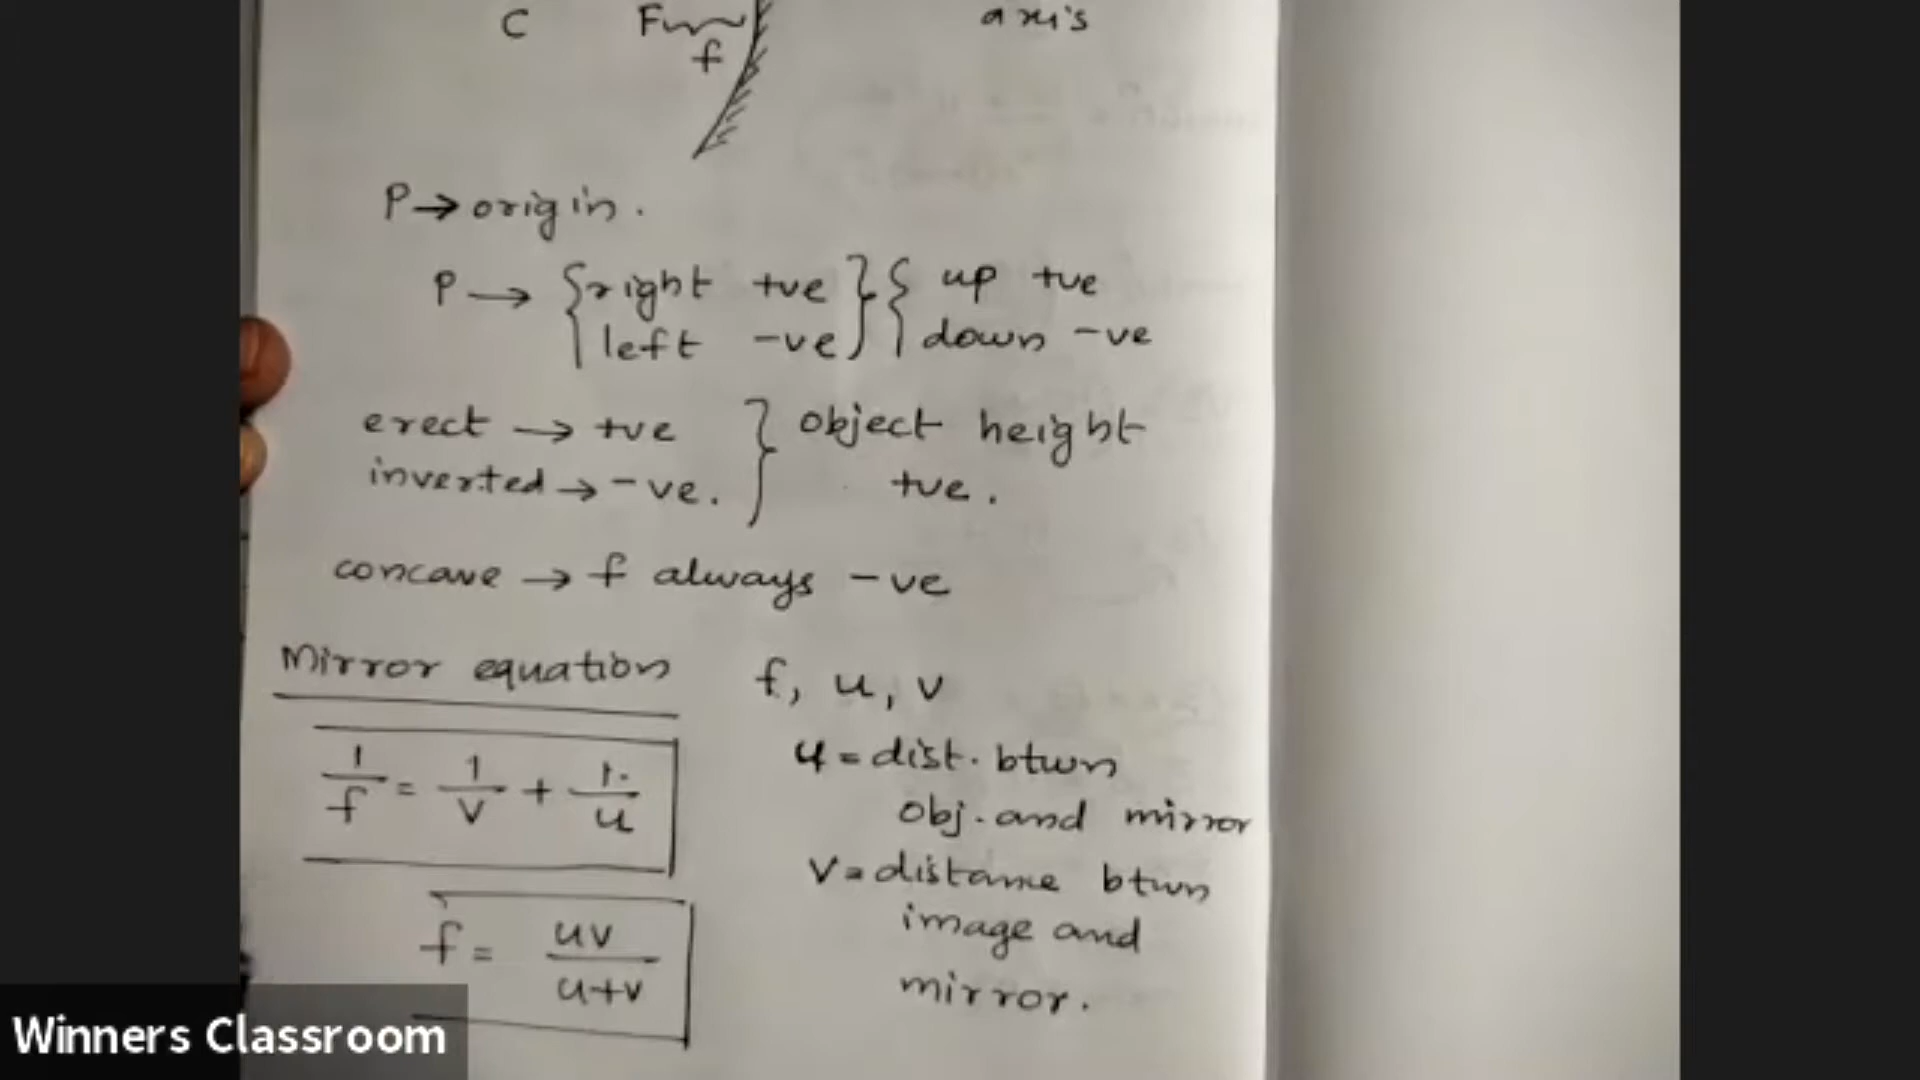 C F axis
f
P → origin.
P → { right +ve } { up +ve
left -ve down -ve
erect → +ve } object height
inverted → -ve. +ve.
concave → f always -ve
Mirror equation f, u, v
1/f = 1/v + 1/u
u = dist. btwn
obj. and mirror
v = distance btwn
image and
mirror.
f = uv/u+v
Winners Classroom